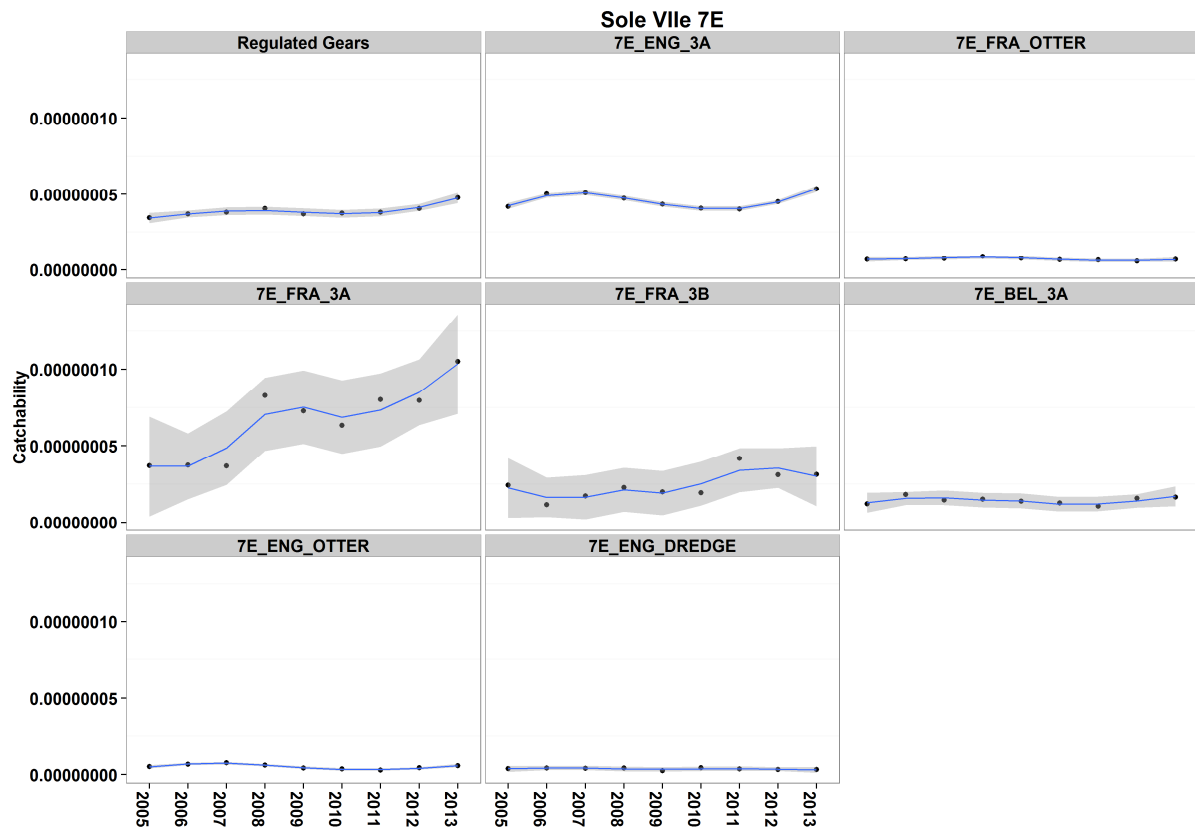 Sole VIIe 7E
Regulated Gears 7E_ENG_3A 7E_FRA_OTTER
0.00000010
0.00000005
0.00000000
7E_FRA_3A 7E_FRA_3B 7E_BEL_3A
Catchability
0.00000010
0.00000005
0.00000000
7E_ENG_OTTER 7E_ENG_DREDGE
0.00000010
0.00000005
0.00000000
2005 2006 2007 2008 2009 2010 2011 2012 2013 2005 2006 2007 2008 2009 2010 2011 2012 2013